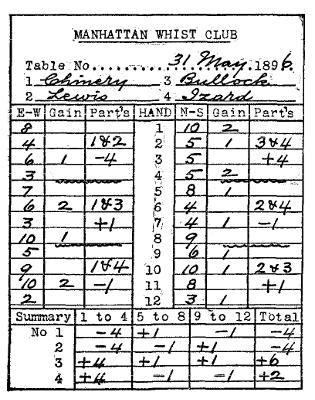 MANHATTAN WHIST CLUB
Table No.......... 31 May. 1896
1 Chinery 3 Bullock
2 Lewis 4 Izard
E-W Gain Part's HAND N-S Gain Part's
8 1 10 2
4 1&2 2 5 1 3&4
6 1 -4 3 5 +4
3 4 5 2
7 5 8 1
6 2 1&3 6 4 2&4
3 +1 7 4 1 -1
10 1 8 9
5 9 6 1
9 1&4 10 10 1 2&3
10 2 -1 11 8 +1
2 12 3 1
Summary 1 to 4 5 to 8 9 to 12 Total
No 1 -4 +1 -1 -4
2 -4 -1 +1 -4
3 +4 +1 +1 +6
4 +4 -1 -1 +2